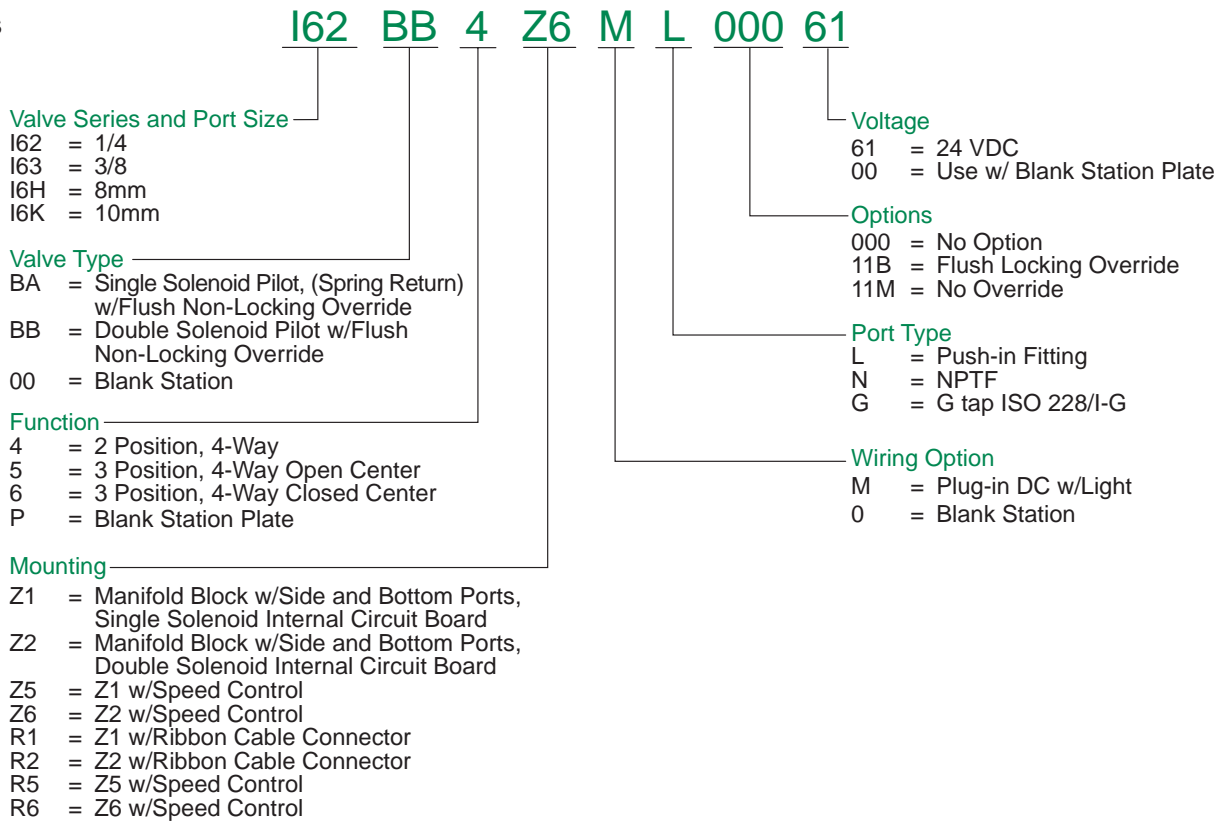 I62 BB 4 Z6 M L 000 61
Valve Series and Port Size
I62 = 1/4
I63 = 3/8
I6H = 8mm
I6K = 10mm
Valve Type
BA = Single Solenoid Pilot, (Spring Return)
w/Flush Non-Locking Override
BB = Double Solenoid Pilot w/Flush
Non-Locking Override
00 = Blank Station
Function
4 = 2 Position, 4-Way
5 = 3 Position, 4-Way Open Center
6 = 3 Position, 4-Way Closed Center
P = Blank Station Plate
Mounting
Z1 = Manifold Block w/Side and Bottom Ports,
Single Solenoid Internal Circuit Board
Z2 = Manifold Block w/Side and Bottom Ports,
Double Solenoid Internal Circuit Board
Z5 = Z1 w/Speed Control
Z6 = Z2 w/Speed Control
R1 = Z1 w/Ribbon Cable Connector
R2 = Z2 w/Ribbon Cable Connector
R5 = Z5 w/Speed Control
R6 = Z6 w/Speed Control
Voltage
61 = 24 VDC
00 = Use w/ Blank Station Plate
Options
000 = No Option
11B = Flush Locking Override
11M = No Override
Port Type
L = Push-in Fitting
N = NPTF
G = G tap ISO 228/I-G
Wiring Option
M = Plug-in DC w/Light
0 = Blank Station